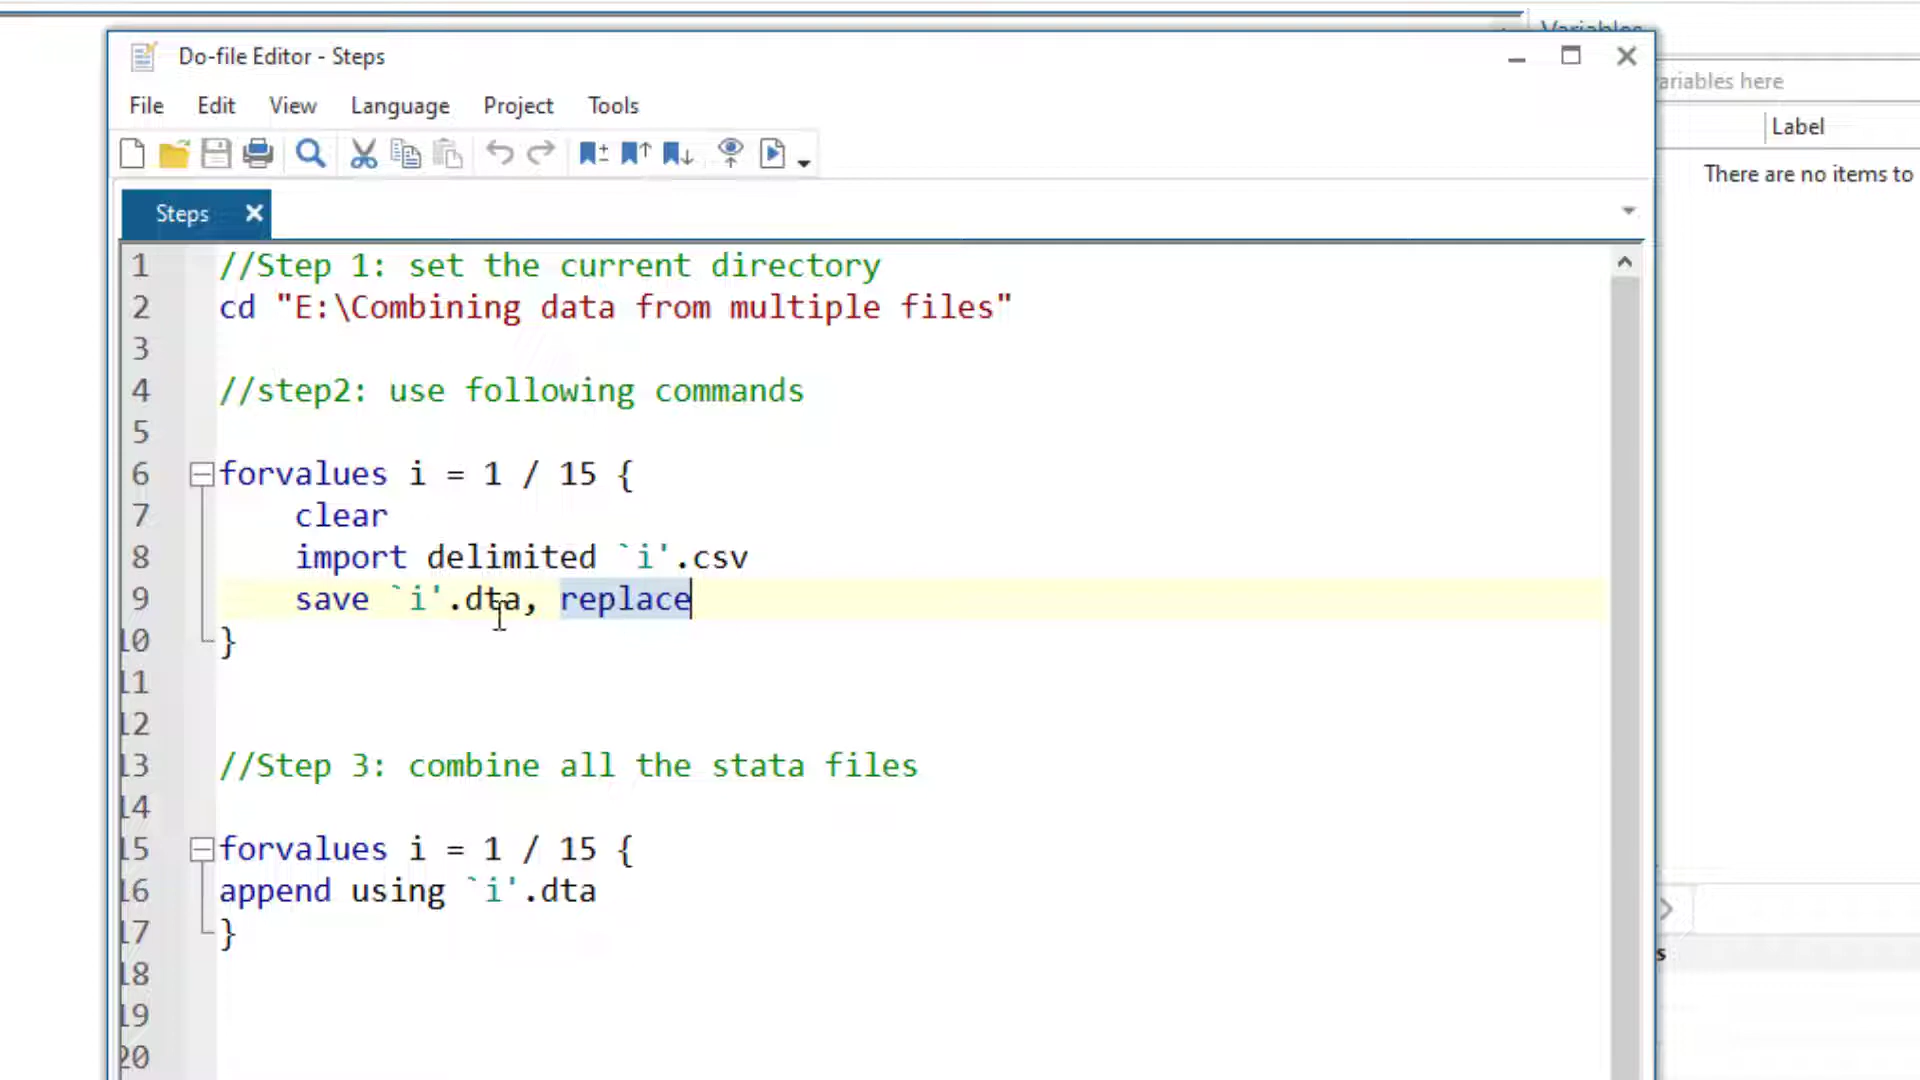 Variables
Do-file Editor - Steps
ariables here
File Edit View Language Project Tools
Label
There are no items to
Steps
1 //Step 1: set the current directory
2 cd "E:\Combining data from multiple files"
3
4 //step2: use following commands
5
6 forvalues i = 1 / 15 {
7 clear
8 import delimited `i'.csv
9 save `i'.dta, replace
10 }
11
12
13 //Step 3: combine all the stata files
14
15 forvalues i = 1 / 15 {
16 append using `i'.dta
17 }
s
18
19
20